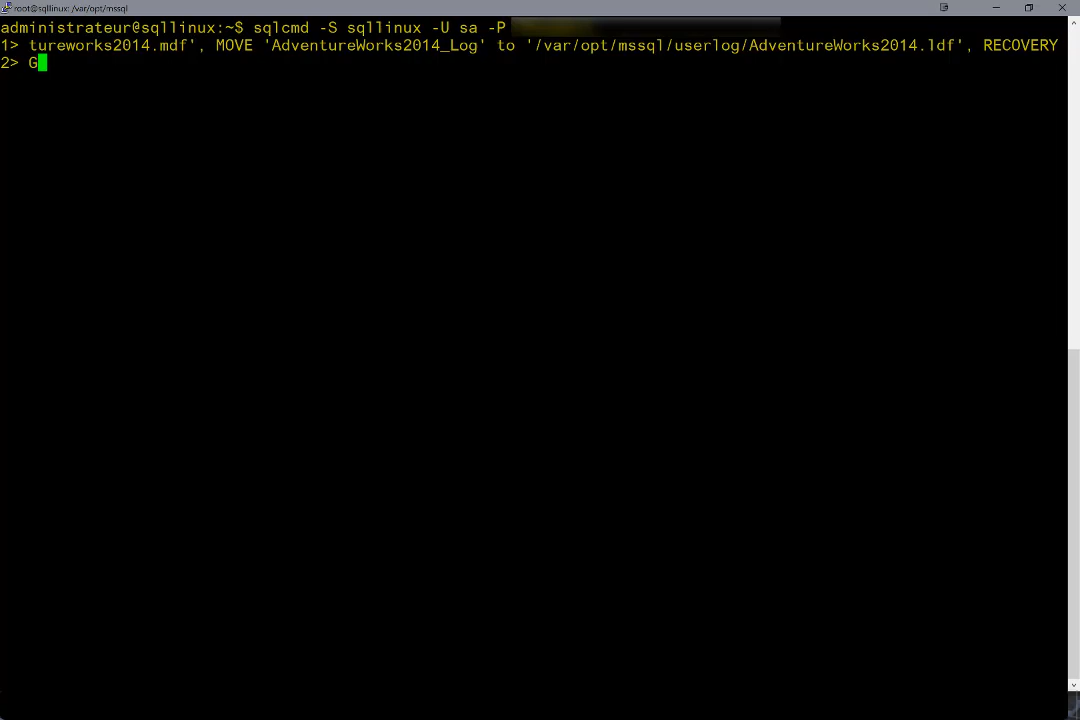 root@sqllinux: /var/opt/mssql
administrateur@sqllinux:~$ sqlcmd -S sqllinux -U sa -P
1> tureworks2014.mdf', MOVE 'AdventureWorks2014_Log' to '/var/opt/mssql/userlog/AdventureWorks2014.ldf', RECOVERY
2> G